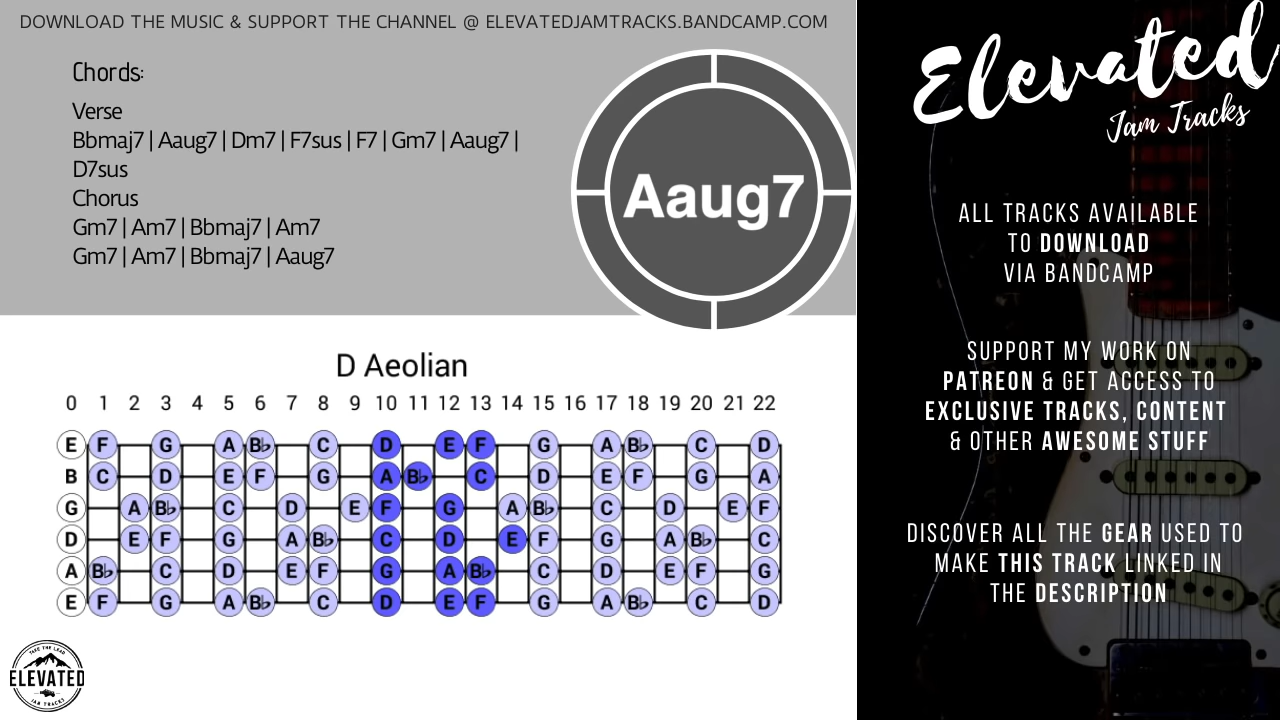 DOWNLOAD THE MUSIC & SUPPORT THE CHANNEL @ ELEVATEDJAMTRACKS.BANDCAMP.COM
Chords:
Verse
Bbmaj7 | Aaug7 | Dm7 | F7sus | F7 | Gm7 | Aaug7 |
D7sus
Chorus
Gm7 | Am7 | Bbmaj7 | Am7
Gm7 | Am7 | Bbmaj7 | Aaug7
Aaug7
D Aeolian
0 1 2 3 4 5 6 7 8 9 10 11 12 13 14 15 16 17 18 19 20 21 22
E F G A B♭ C D E F G A B♭ C D
B C D E F G A B♭ C D E F G A
G A B♭ C D E F G A B♭ C D E F
D E F G A B♭ C D E F G A B♭ C
A B♭ C D E F G A B♭ C D E F G
E F G A B♭ C D E F G A B♭ C D
TAKE THE LEAD
ELEVATED
JAM TRACKS
Elevated
Jam Tracks
ALL TRACKS AVAILABLE
TO DOWNLOAD
VIA BANDCAMP
SUPPORT MY WORK ON
PATREON & GET ACCESS TO
EXCLUSIVE TRACKS, CONTENT
& OTHER AWESOME STUFF
DISCOVER ALL THE GEAR USED TO
MAKE THIS TRACK LINKED IN
THE DESCRIPTION